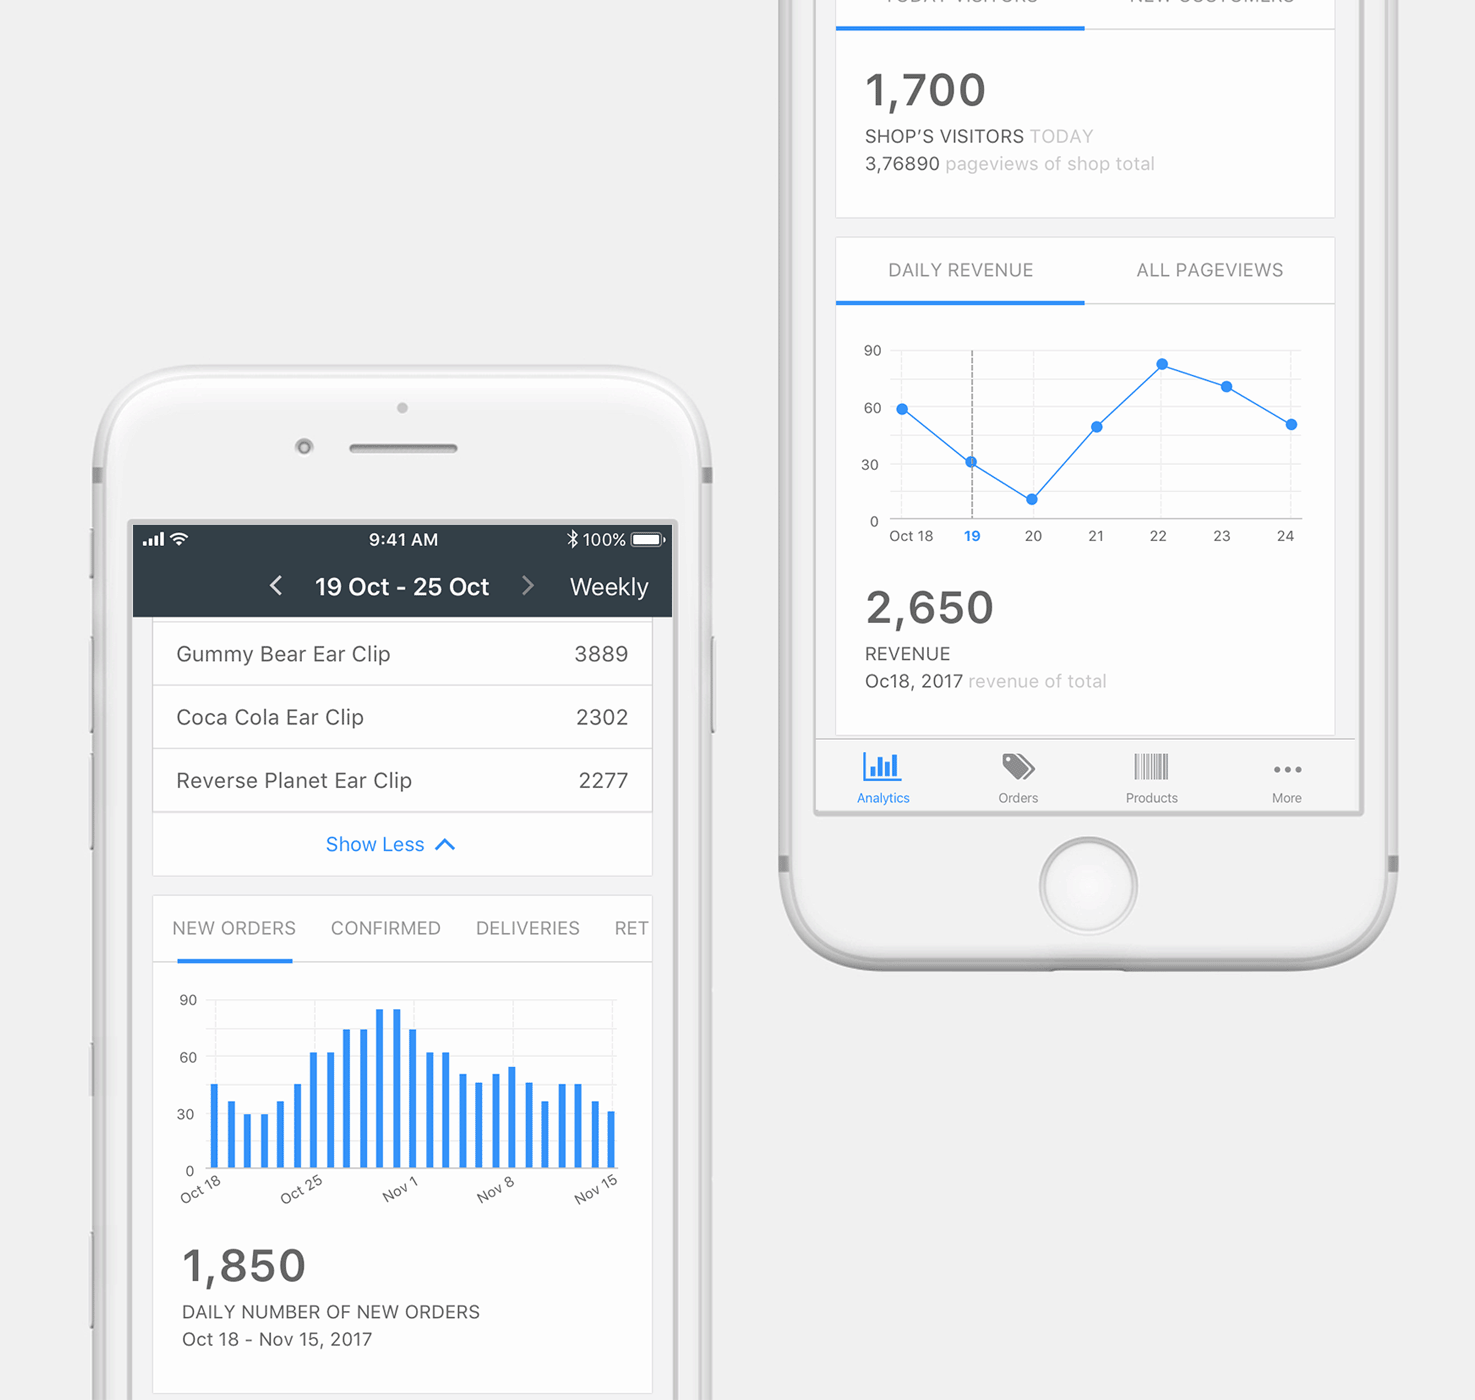 9:41 AM
100%
19 Oct - 25 Oct
Weekly
Gummy Bear Ear Clip 3889
Coca Cola Ear Clip 2302
Reverse Planet Ear Clip 2277
Show Less
NEW ORDERS CONFIRMED DELIVERIES RET
90
60
30
0
Oct 18 Oct 25 Nov 1 Nov 8 Nov 15
1,850
DAILY NUMBER OF NEW ORDERS
Oct 18 - Nov 15, 2017
TODAY VISITORS NEW CUSTOMERS
1,700
SHOP'S VISITORS TODAY
3,76890 pageviews of shop total
DAILY REVENUE ALL PAGEVIEWS
90
60
30
0
Oct 18 19 20 21 22 23 24
2,650
REVENUE
Oc18, 2017 revenue of total
Analytics Orders Products More